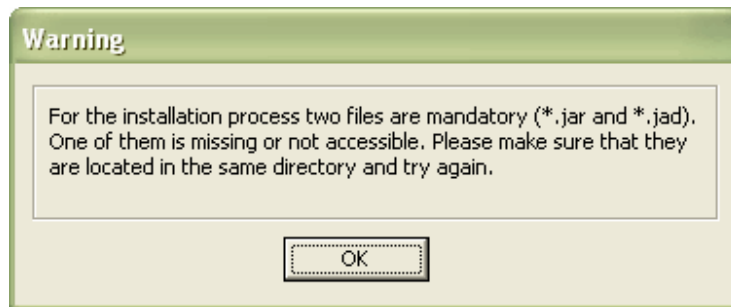 Warning
For the installation process two files are mandatory (*.jar and *.jad).
One of them is missing or not accessible. Please make sure that they
are located in the same directory and try again.
OK